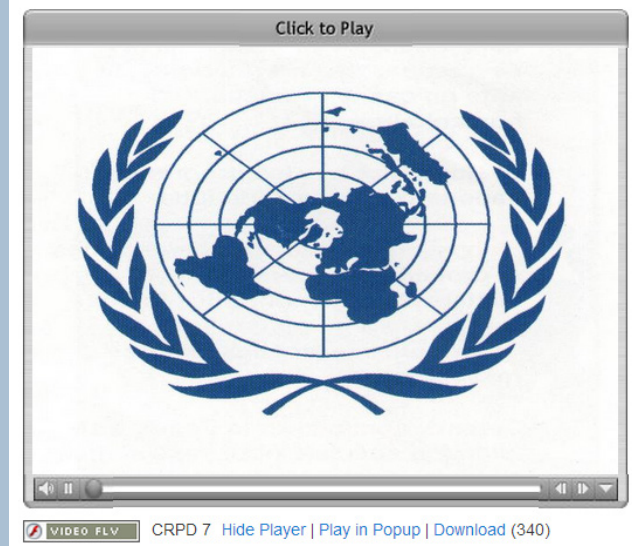 Click to Play
VIDEO FLV CRPD 7 Hide Player | Play in Popup | Download (340)